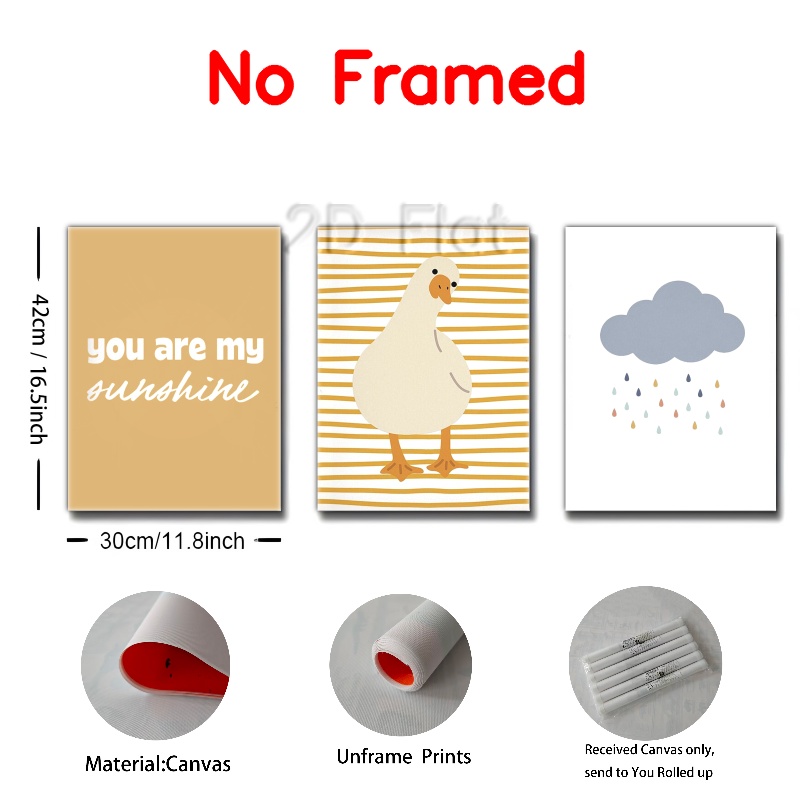 No Framed
2D Flat
42cm / 16.5inch
you are my
sunshine
30cm/11.8inch
Material:Canvas
Unframe Prints
Received Canvas only,
send to You Rolled up